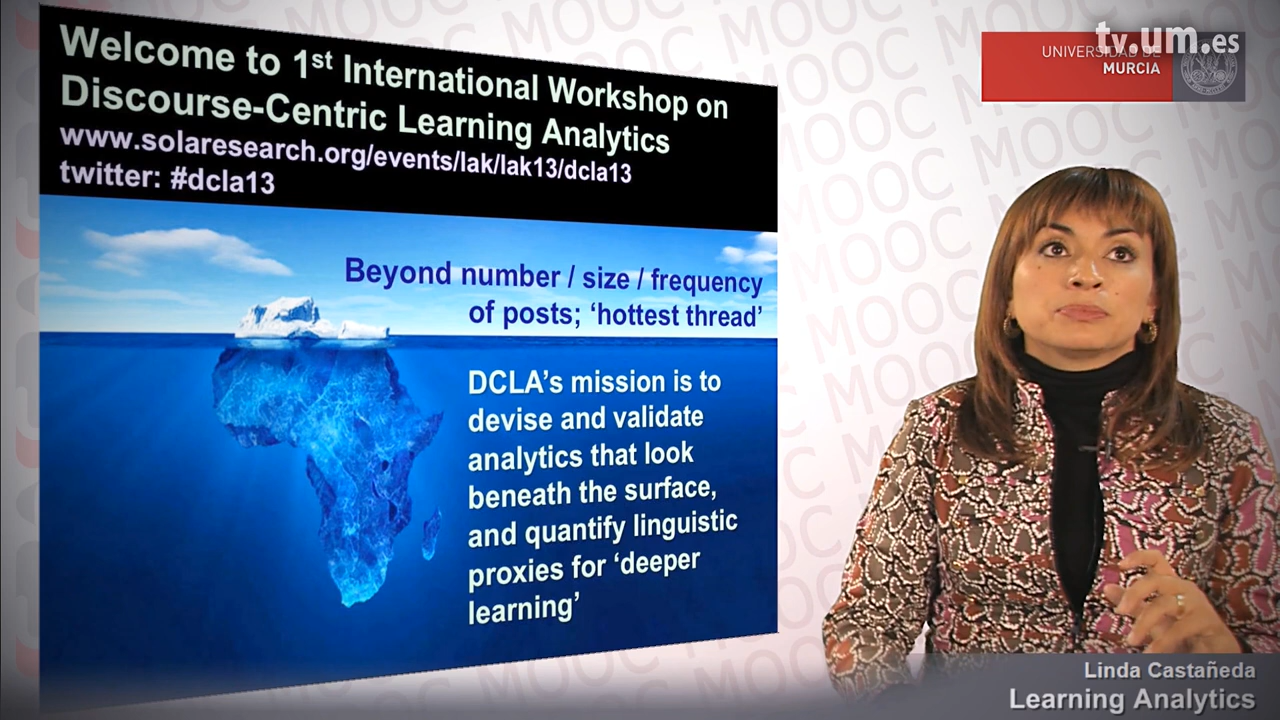 Welcome to 1st International Workshop on
Discourse-Centric Learning Analytics
www.solaresearch.org/events/lak/lak13/dcla13
twitter: #dcla13
Beyond number / size / frequency
of posts; ‘hottest thread’
DCLA’s mission is to
devise and validate
analytics that look
beneath the surface,
and quantify linguistic
proxies for ‘deeper
learning’
tv.um.es
UNIVERSIDAD DE
MURCIA
MOOC
Linda Castañeda
Learning Analytics